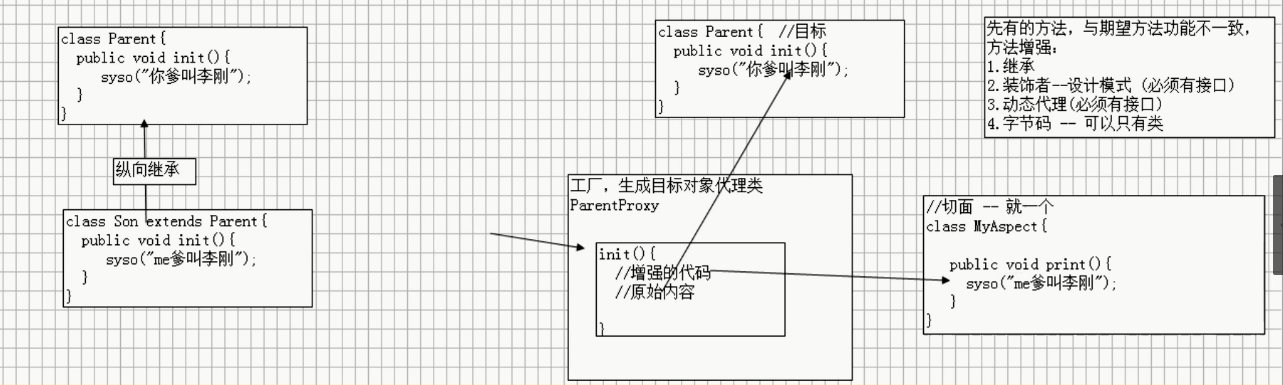 class Parent{
public void init(){
syso("你爹叫李刚");
}
}
纵向继承
class Son extends Parent{
public void init(){
syso("me爹叫李刚");
}
}
class Parent{ //目标
public void init(){
syso("你爹叫李刚");
}
}
工厂，生成目标对象代理类
ParentProxy
init(){
//增强的代码
//原始内容
}
先有的方法，与期望方法功能不一致，
方法增强：
1.继承
2.装饰者--设计模式（必须有接口）
3.动态代理(必须有接口）
4.字节码 -- 可以只有类
//切面 -- 就一个
class MyAspect{
public void print(){
syso("me爹叫李刚");
}
}